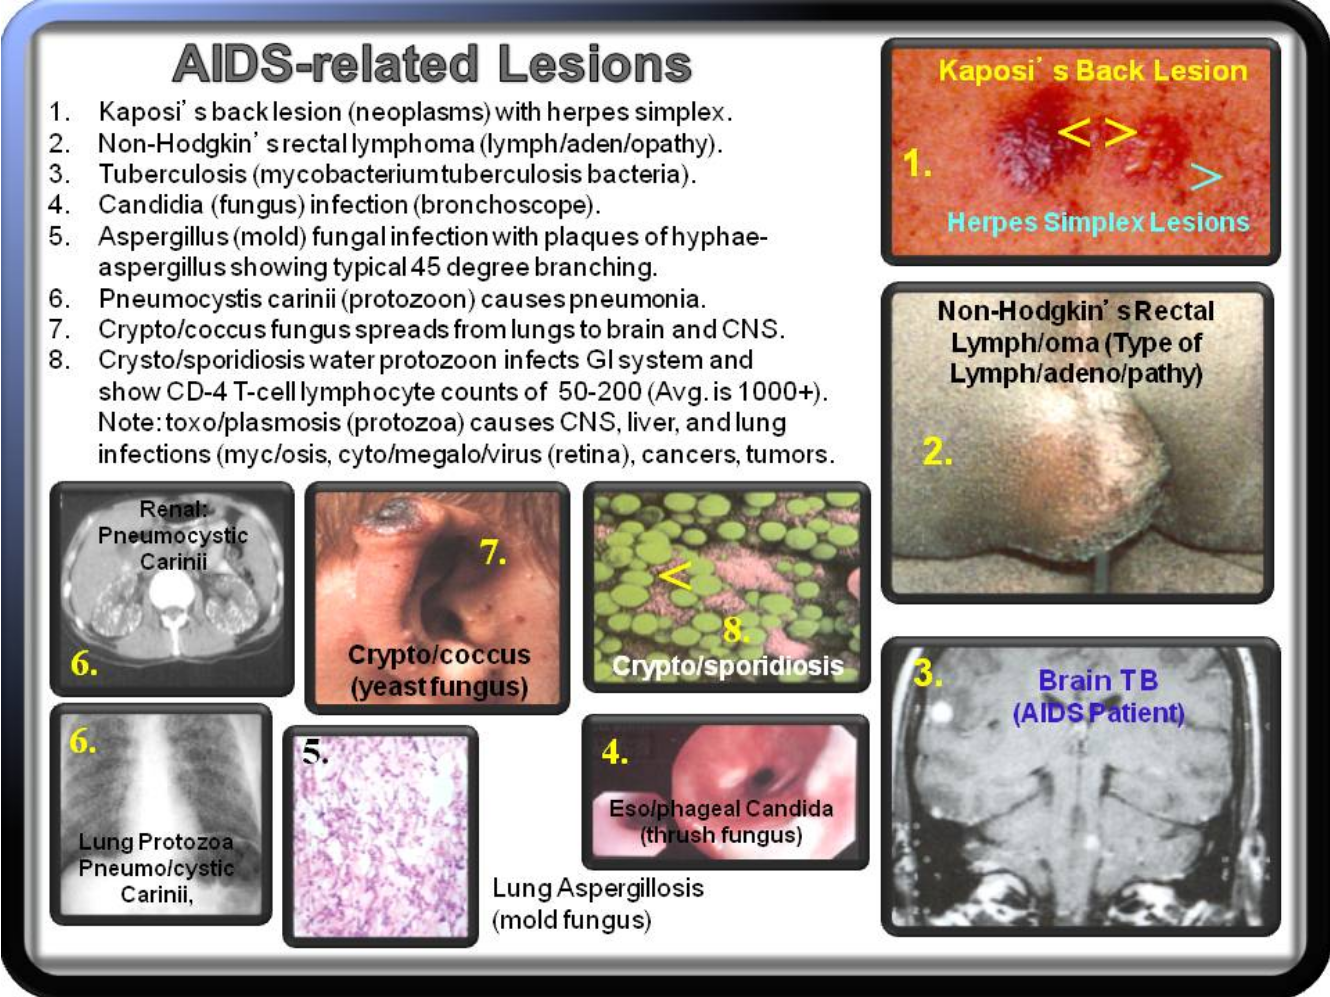 AIDS-related Lesions
1. Kaposi's back lesion (neoplasms) with herpes simplex.
2. Non-Hodgkin's rectal lymphoma (lymph/aden/opathy).
3. Tuberculosis (mycobacterium tuberculosis bacteria).
4. Candidia (fungus) infection (bronchoscope).
5. Aspergillus (mold) fungal infection with plaques of hyphae-
aspergillus showing typical 45 degree branching.
6. Pneumocystis carinii (protozoon) causes pneumonia.
7. Crypto/coccus fungus spreads from lungs to brain and CNS.
8. Crysto/sporidiosis water protozoon infects GI system and
show CD-4 T-cell lymphocyte counts of 50-200 (Avg. is 1000+).
Note: toxo/plasmosis (protozoa) causes CNS, liver, and lung
infections (myc/osis, cyto/megalo/virus (retina), cancers, tumors.
Kaposi's Back Lesion
< >
1.
>
Herpes Simplex Lesions
Non-Hodgkin's Rectal
Lymph/oma (Type of
Lymph/adeno/pathy)
2.
Renal:
Pneumocystic
Carinii
6.
7.
Crypto/coccus
(yeast fungus)
<
8.
Crypto/sporidiosis
3.
Brain TB
(AIDS Patient)
6.
Lung Protozoa
Pneumo/cystic
Carinii,
5.
4.
Eso/phageal Candida
(thrush fungus)
Lung Aspergillosis
(mold fungus)